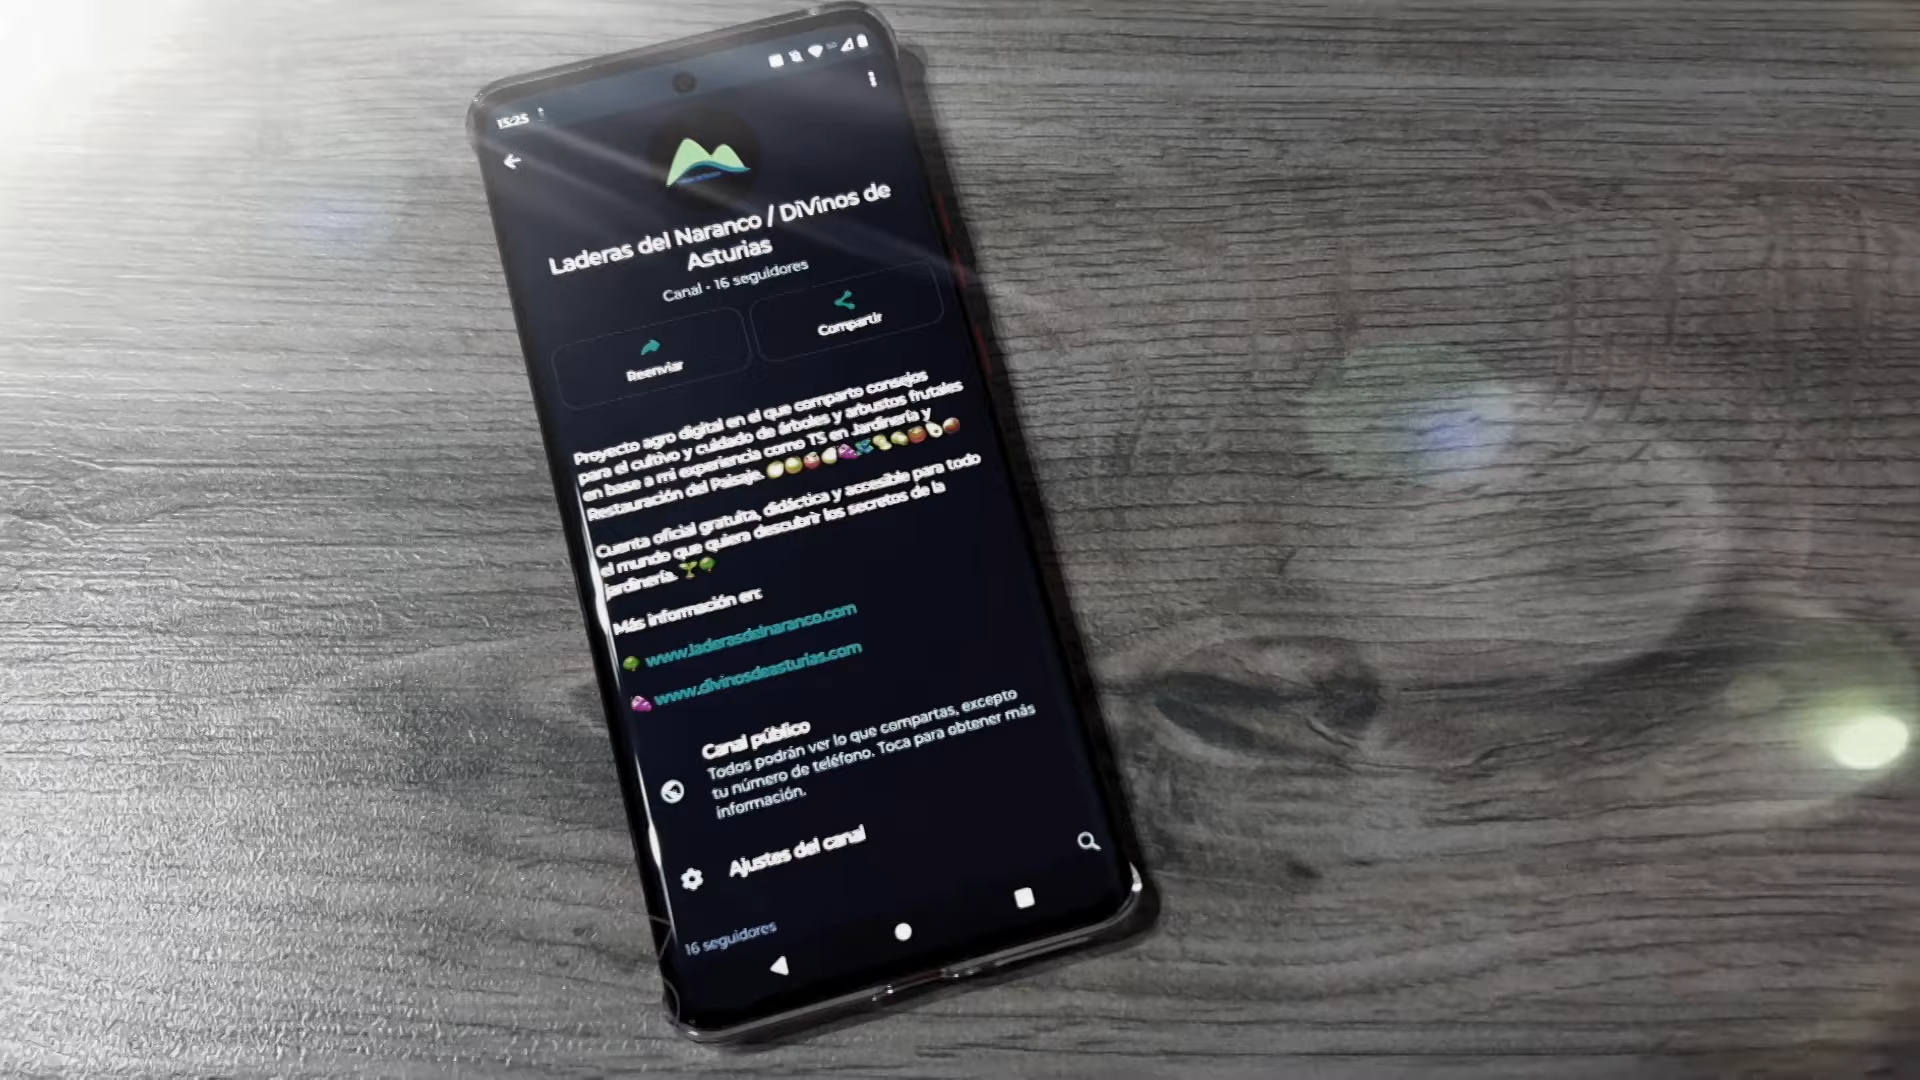 15:25
Laderas del Naranco / DiVinos de
Asturias
Canal • 16 seguidores
Reenviar
Compartir
Proyecto agro digital en el que comparto consejos
para el cultivo y cuidado de árboles y arbustos frutales
en base a mi experiencia como TS en Jardinería y
Restauración del Paisaje. 
Cuenta oficial gratuita, didáctica y accesible para todo
el mundo que quiera descubrir los secretos de la
jardinería.
Más información en:
www.laderasdelnaranco.com
www.divinosdeasturias.com
Canal público
Todos podrán ver lo que compartas, excepto
tu número de teléfono. Toca para obtener más
información.
Ajustes del canal
16 seguidores